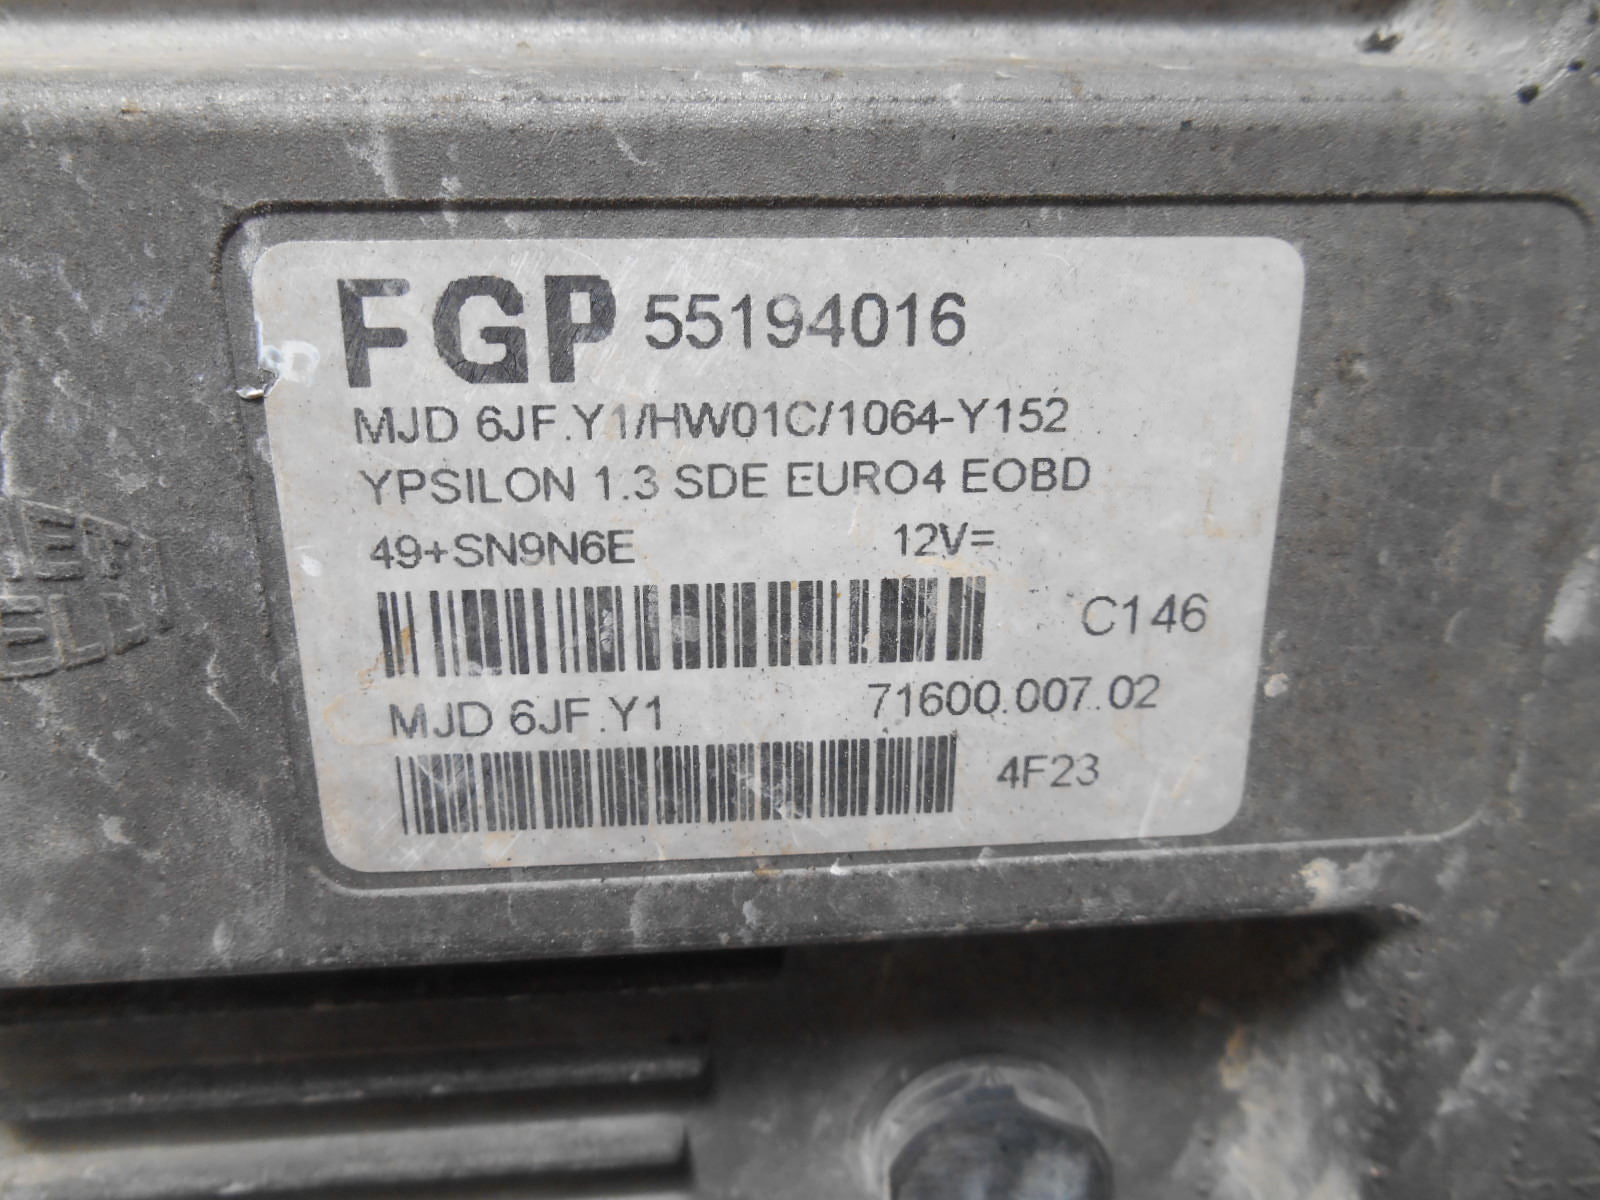 FGP 55194016
MJD 6JF.Y1/HW01C/1064-Y152
YPSILON 1.3 SDE EURO4 EOBD
49+SN9N6E 12V=
C146
MJD 6JF.Y1 71600.007.02
4F23